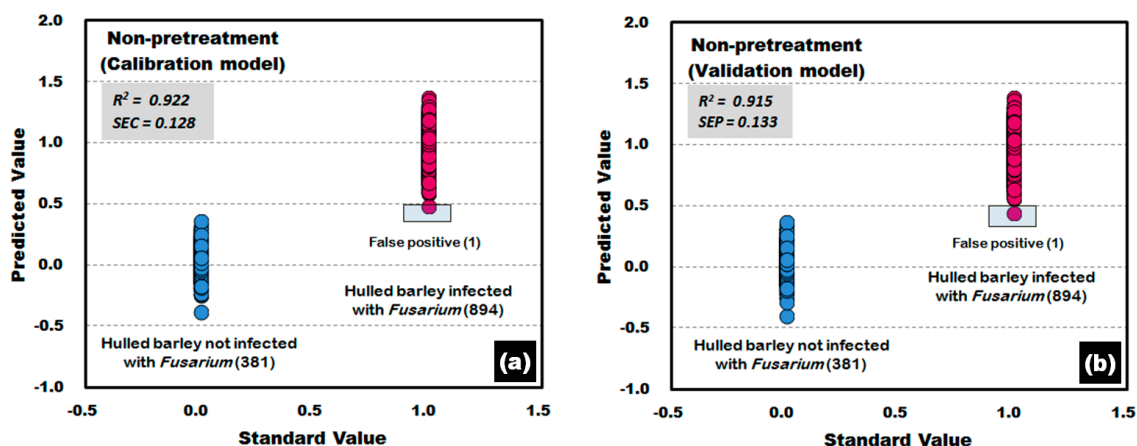 2.0
1.5
1.0
0.5
0.0
-0.5
-1.0
Predicted Value
Non-pretreatment
(Calibration model)
R² = 0.922
SEC = 0.128
False positive (1)
Hulled barley infected
with Fusarium (894)
Hulled barley not infected
with Fusarium (381)
(a)
-0.5 0.0 0.5 1.0 1.5
Standard Value
2.0
1.5
1.0
0.5
0.0
-0.5
-1.0
Predicted Value
Non-pretreatment
(Validation model)
R² = 0.915
SEP = 0.133
False positive (1)
Hulled barley infected
with Fusarium (894)
Hulled barley not infected
with Fusarium (381)
(b)
-0.5 0.0 0.5 1.0 1.5
Standard Value